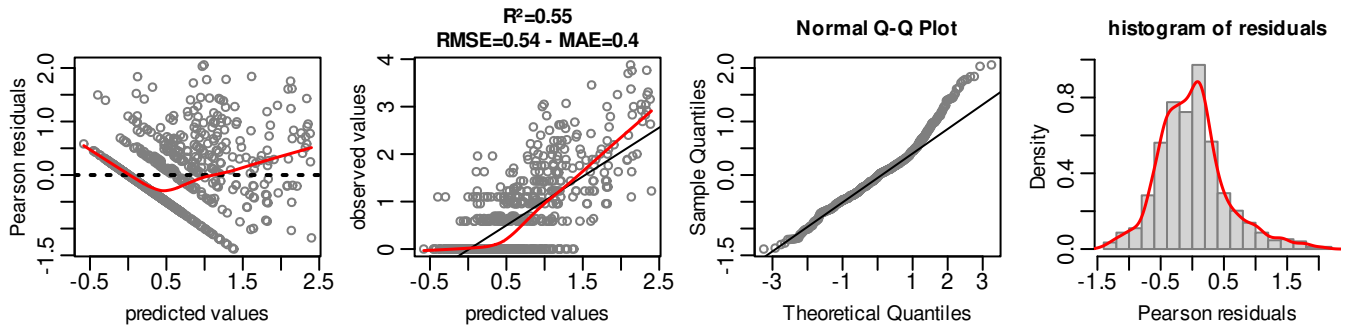 R²=0.55
RMSE=0.54 - MAE=0.4
Normal Q-Q Plot
histogram of residuals
Pearson residuals
-1.5 0.0 1.0 2.0
-0.5 0.5 1.5 2.5
predicted values
observed values
0 1 2 3 4
-0.5 0.5 1.5 2.5
predicted values
Sample Quantiles
-1.5 0.0 1.0 2.0
-3 -1 1 3
Theoretical Quantiles
Density
0.0 0.4 0.8
-1.5 -0.5 0.5 1.5
Pearson residuals